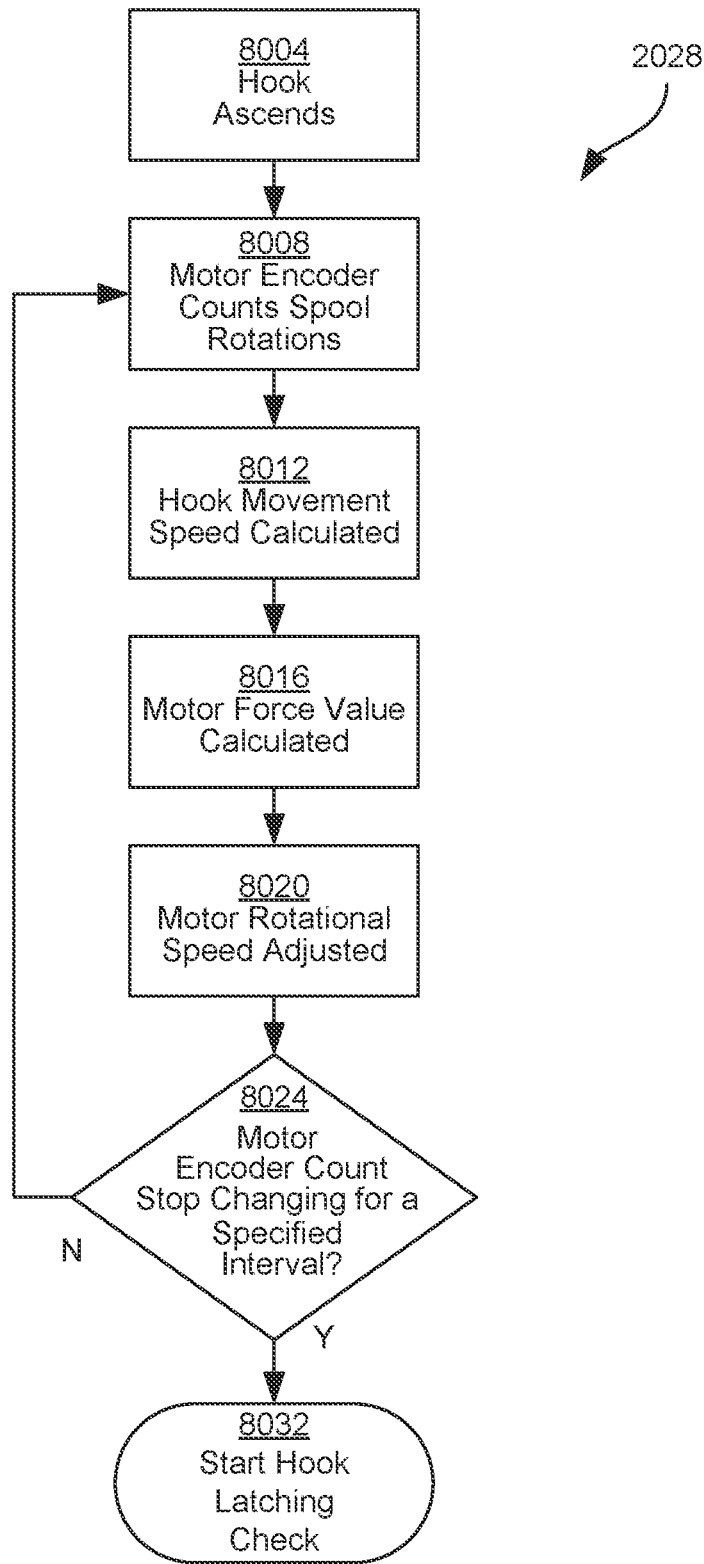 8004
Hook
Ascends
2028
8008
Motor Encoder
Counts Spool
Rotations
8012
Hook Movement
Speed Calculated
8016
Motor Force Value
Calculated
8020
Motor Rotational
Speed Adjusted
8024
Motor
Encoder Count
Stop Changing for a
Specified
Interval?
N
Y
8032
Start Hook
Latching
Check